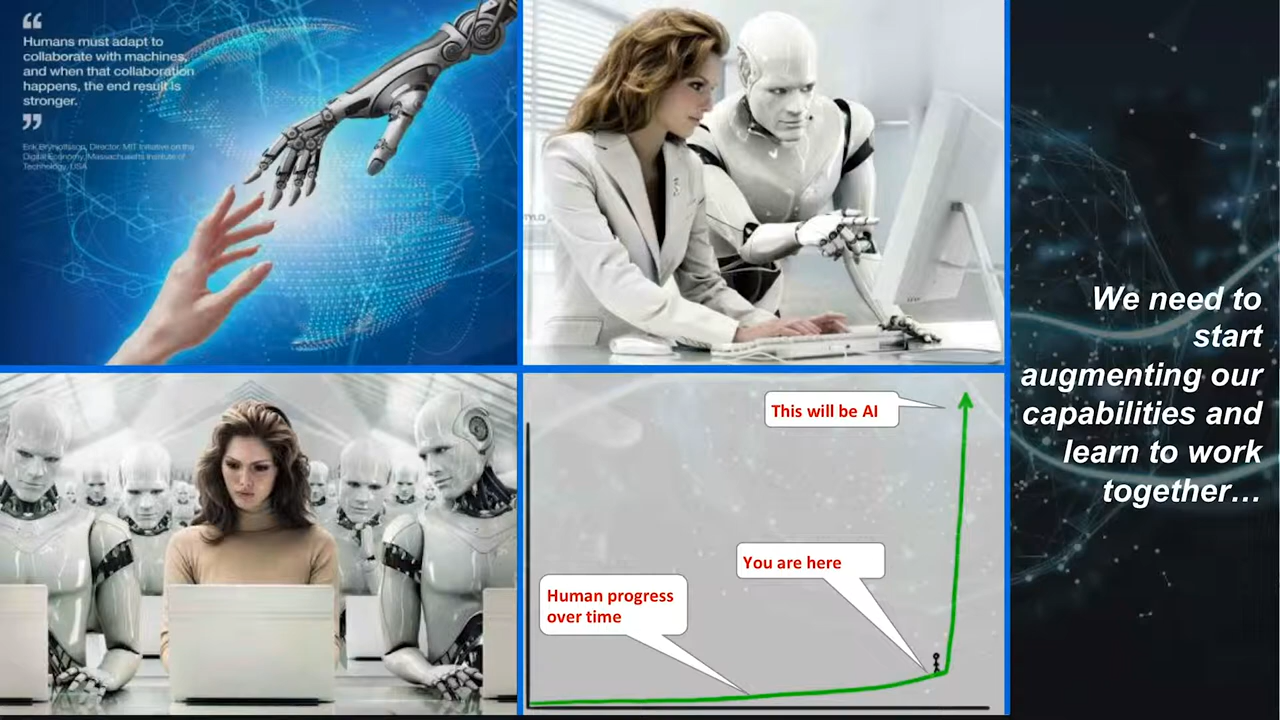 “
Humans must adapt to
collaborate with machines,
and when that collaboration
happens, the end result is
stronger.
”
Erik Brynjolfsson, Director, MIT Initiative on the
Digital Economy, Massachusetts Institute of
Technology, USA
This will be AI
You are here
Human progress
over time
We need to
start
augmenting our
capabilities and
learn to work
together…